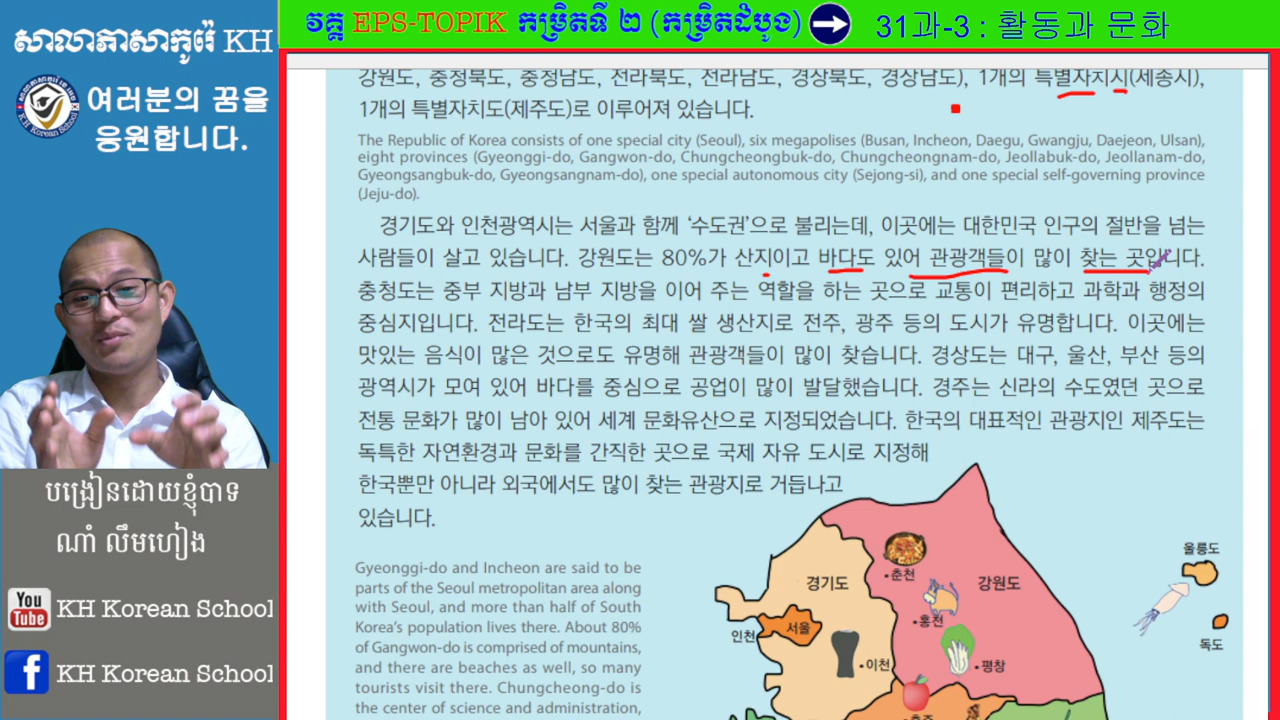 សាលាភាសាកូរ៉េ KH
វគ្គ EPS-TOPIK កម្រិតទី ២ (កម្រិតដំបូង)
31과-3 : 활동과 문화
KH Korean School
여러분의 꿈을
응원합니다.
강원도, 충청북도, 충청남도, 전라북도, 전라남도, 경상북도, 경상남도), 1개의 특별자치시(세종시),
1개의 특별자치도(제주도)로 이루어져 있습니다.
The Republic of Korea consists of one special city (Seoul), six megapolises (Busan, Incheon, Daegu, Gwangju, Daejeon, Ulsan),
eight provinces (Gyeonggi-do, Gangwon-do, Chungcheongbuk-do, Chungcheongnam-do, Jeollabuk-do, Jeollanam-do,
Gyeongsangbuk-do, Gyeongsangnam-do), one special autonomous city (Sejong-si), and one special self-governing province
(Jeju-do).
경기도와 인천광역시는 서울과 함께 ‘수도권’으로 불리는데, 이곳에는 대한민국 인구의 절반을 넘는
사람들이 살고 있습니다. 강원도는 80%가 산지이고 바다도 있어 관광객들이 많이 찾는 곳입니다.
충청도는 중부 지방과 남부 지방을 이어 주는 역할을 하는 곳으로 교통이 편리하고 과학과 행정의
중심지입니다. 전라도는 한국의 최대 쌀 생산지로 전주, 광주 등의 도시가 유명합니다. 이곳에는
맛있는 음식이 많은 것으로도 유명해 관광객들이 많이 찾습니다. 경상도는 대구, 울산, 부산 등의
광역시가 모여 있어 바다를 중심으로 공업이 많이 발달했습니다. 경주는 신라의 수도였던 곳으로
전통 문화가 많이 남아 있어 세계 문화유산으로 지정되었습니다. 한국의 대표적인 관광지인 제주도는
독특한 자연환경과 문화를 간직한 곳으로 국제 자유 도시로 지정해
한국뿐만 아니라 외국에서도 많이 찾는 관광지로 거듭나고
있습니다.
Gyeonggi-do and Incheon are said to be
parts of the Seoul metropolitan area along
with Seoul, and more than half of South
Korea's population lives there. About 80%
of Gangwon-do is comprised of mountains,
and there are beaches as well, so many
tourists visit there. Chungcheong-do is
the center of science and administration,
경기도
춘천
강원도
울릉도
인천
서울
홍천
독도
이천
평창
충주
បង្រៀនដោយខ្ញុំបាទ
ណាំ លឹមហៀង
You Tube
KH Korean School
f
KH Korean School